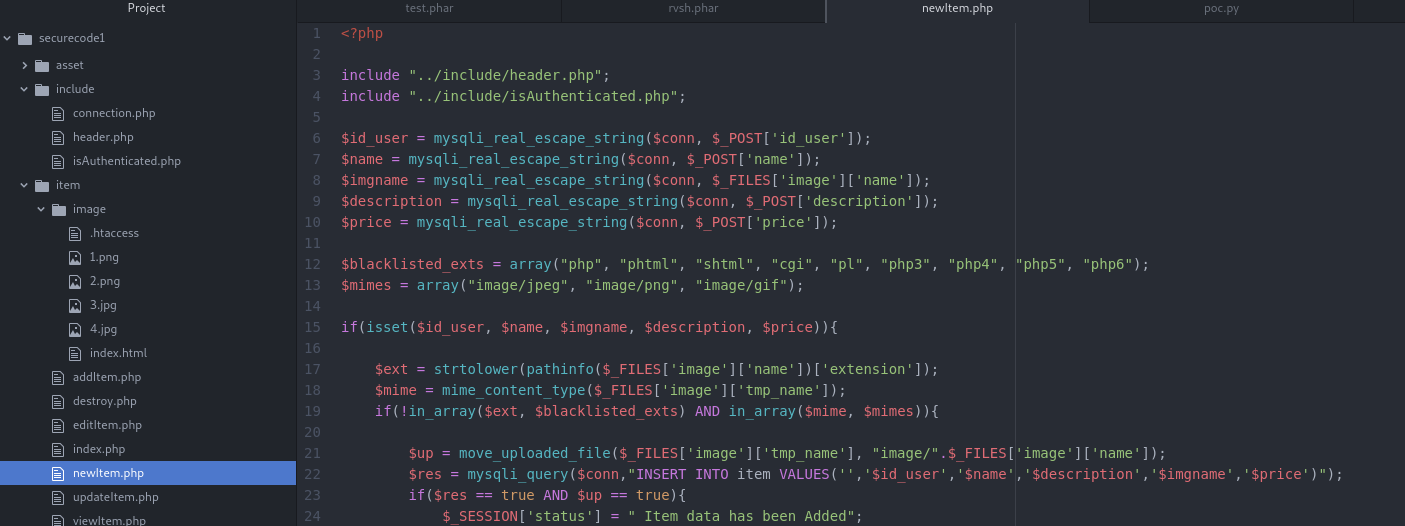 Project
test.phar
rvsh.phar
newItem.php
poc.py
securecode1
asset
include
connection.php
header.php
isAuthenticated.php
item
image
.htaccess
1.png
2.png
3.jpg
4.jpg
index.html
addItem.php
destroy.php
editItem.php
index.php
newItem.php
updateItem.php
viewItem.php
1 <?php
2
3 include "../include/header.php";
4 include "../include/isAuthenticated.php";
5
6 $id_user = mysqli_real_escape_string($conn, $_POST['id_user']);
7 $name = mysqli_real_escape_string($conn, $_POST['name']);
8 $imgname = mysqli_real_escape_string($conn, $_FILES['image']['name']);
9 $description = mysqli_real_escape_string($conn, $_POST['description']);
10 $price = mysqli_real_escape_string($conn, $_POST['price']);
11
12 $blacklisted_exts = array("php", "phtml", "shtml", "cgi", "pl", "php3", "php4", "php5", "php6");
13 $mimes = array("image/jpeg", "image/png", "image/gif");
14
15 if(isset($id_user, $name, $imgname, $description, $price)){
16
17 $ext = strtolower(pathinfo($_FILES['image']['name'])['extension']);
18 $mime = mime_content_type($_FILES['image']['tmp_name']);
19 if(!in_array($ext, $blacklisted_exts) AND in_array($mime, $mimes)){
20
21 $up = move_uploaded_file($_FILES['image']['tmp_name'], "image/".$_FILES['image']['name']);
22 $res = mysqli_query($conn,"INSERT INTO item VALUES('','$id_user','$name','$description','$imgname','$price')");
23 if($res == true AND $up == true){
24 $_SESSION['status'] = " Item data has been Added";